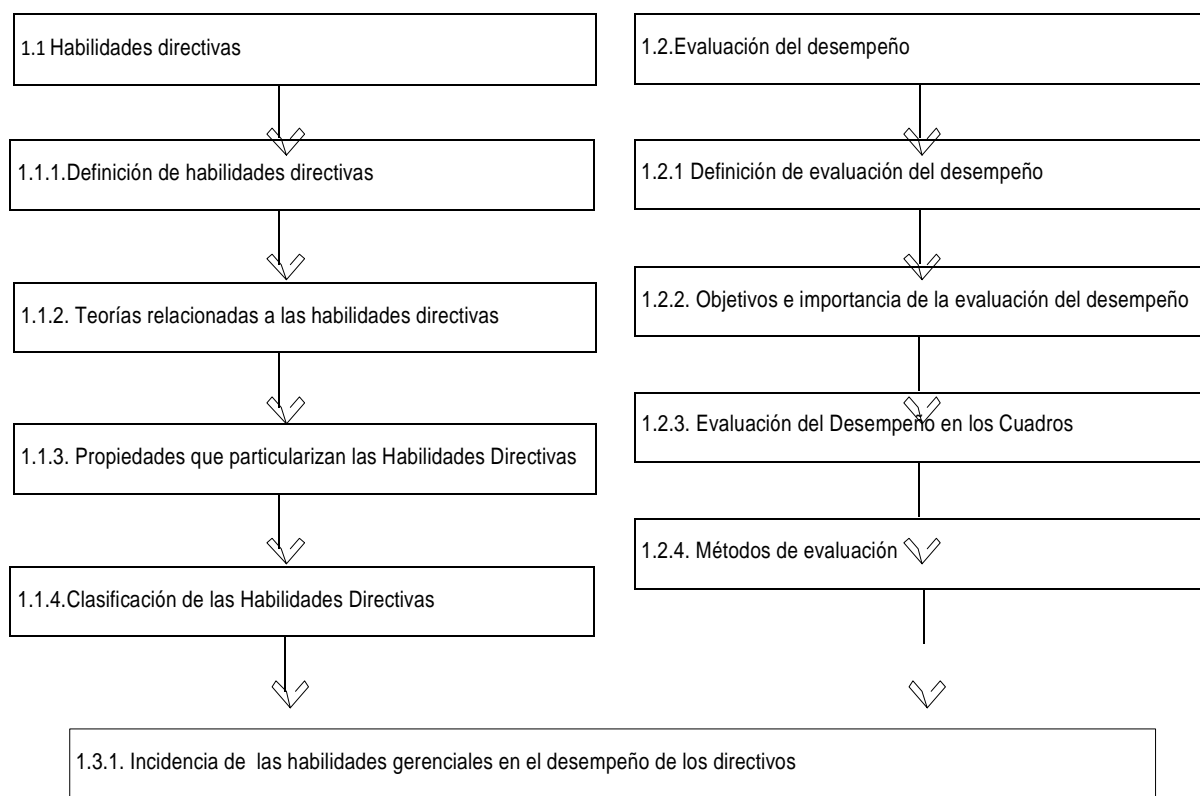 1.1 Habilidades directivas
1.1.1.Definición de habilidades directivas
1.1.2. Teorías relacionadas a las habilidades directivas
1.1.3. Propiedades que particularizan las Habilidades Directivas
1.1.4.Clasificación de las Habilidades Directivas
1.2.Evaluación del desempeño
1.2.1 Definición de evaluación del desempeño
1.2.2. Objetivos e importancia de la evaluación del desempeño
1.2.3. Evaluación del Desempeño en los Cuadros
1.2.4. Métodos de evaluación
1.3.1. Incidencia de  las habilidades gerenciales en el desempeño de los directivos